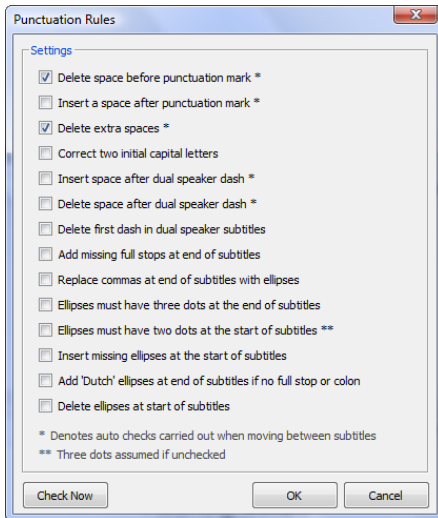 Punctuation Rules
Settings
Delete space before punctuation mark *
Insert a space after punctuation mark *
Delete extra spaces *
Correct two initial capital letters
Insert space after dual speaker dash *
Delete space after dual speaker dash *
Delete first dash in dual speaker subtitles
Add missing full stops at end of subtitles
Replace commas at end of subtitles with ellipses
Ellipses must have three dots at the end of subtitles
Ellipses must have two dots at the start of subtitles **
Insert missing ellipses at the start of subtitles
Add 'Dutch' ellipses at end of subtitles if no full stop or colon
Delete ellipses at start of subtitles
* Denotes auto checks carried out when moving between subtitles
** Three dots assumed if unchecked
Check Now OK Cancel